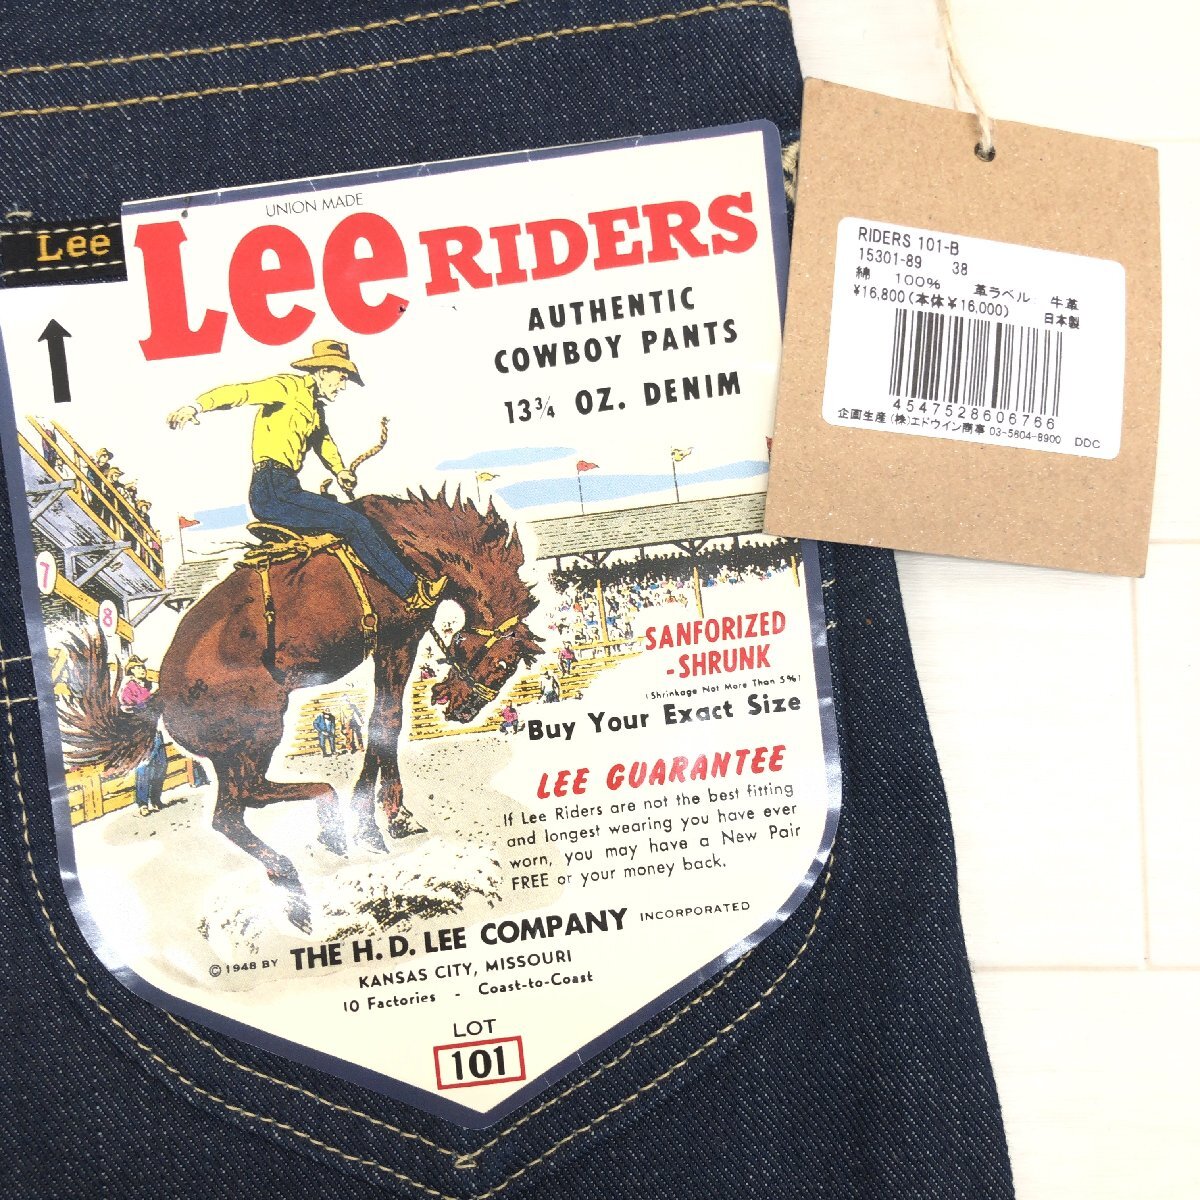 Lee
UNION MADE
Lee RIDERS
AUTHENTIC
COWBOY PANTS
13 3/4 OZ. DENIM
7
8
SANFORIZED
-SHRUNK
(Shrinkage Not More Than 5%)
Buy Your Exact Size
LEE GUARANTEE
If Lee Riders are not the best fitting
and longest wearing you have ever
worn, you may have a New Pair
FREE or your money back.
© 1948 BY THE H. D. LEE COMPANY INCORPORATED
KANSAS CITY, MISSOURI
10 Factories - Coast-to-Coast
LOT
101
RIDERS 101-B
15301-89 38
綿 100% 革ラベル 牛革
¥16,800(本体¥16,000) 日本製
4547528606766
企画生産 (株)エドウイン商事 03-5604-8900 DDC